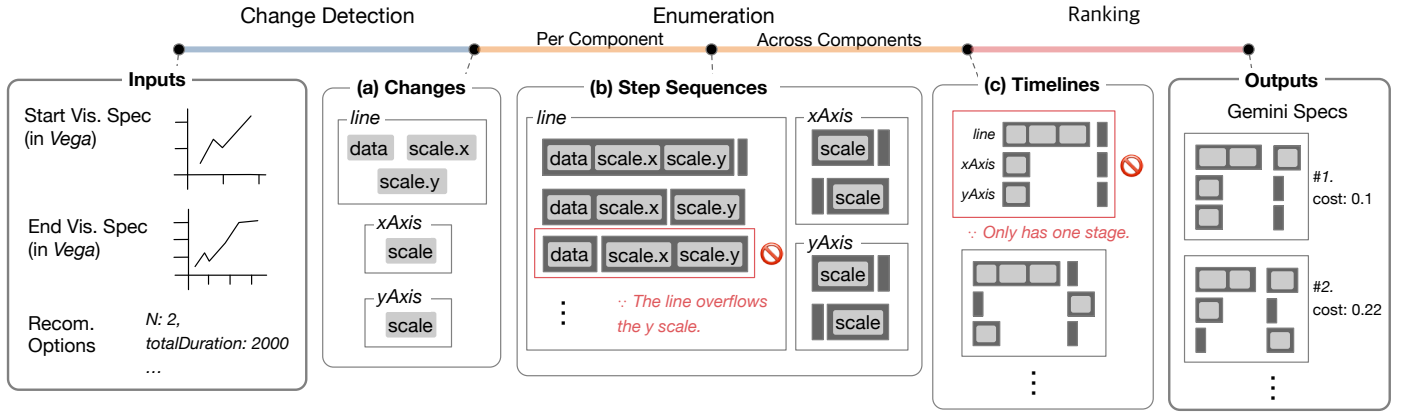 Change Detection
Enumeration
Ranking
Per Component
Across Components
Inputs
Start Vis. Spec
(in Vega)
End Vis. Spec
(in Vega)
Recom.
Options
N: 2,
totalDuration: 2000
...
(a) Changes
line
data
scale.x
scale.y
xAxis
scale
yAxis
scale
(b) Step Sequences
line
data scale.x scale.y
data scale.x scale.y
data scale.x scale.y
∵ The line overflows
the y scale.
⋮
xAxis
scale
scale
yAxis
scale
scale
(c) Timelines
line
xAxis
yAxis
∵ Only has one stage.
⋮
Outputs
Gemini Specs
#1.
cost: 0.1
#2.
cost: 0.22
⋮